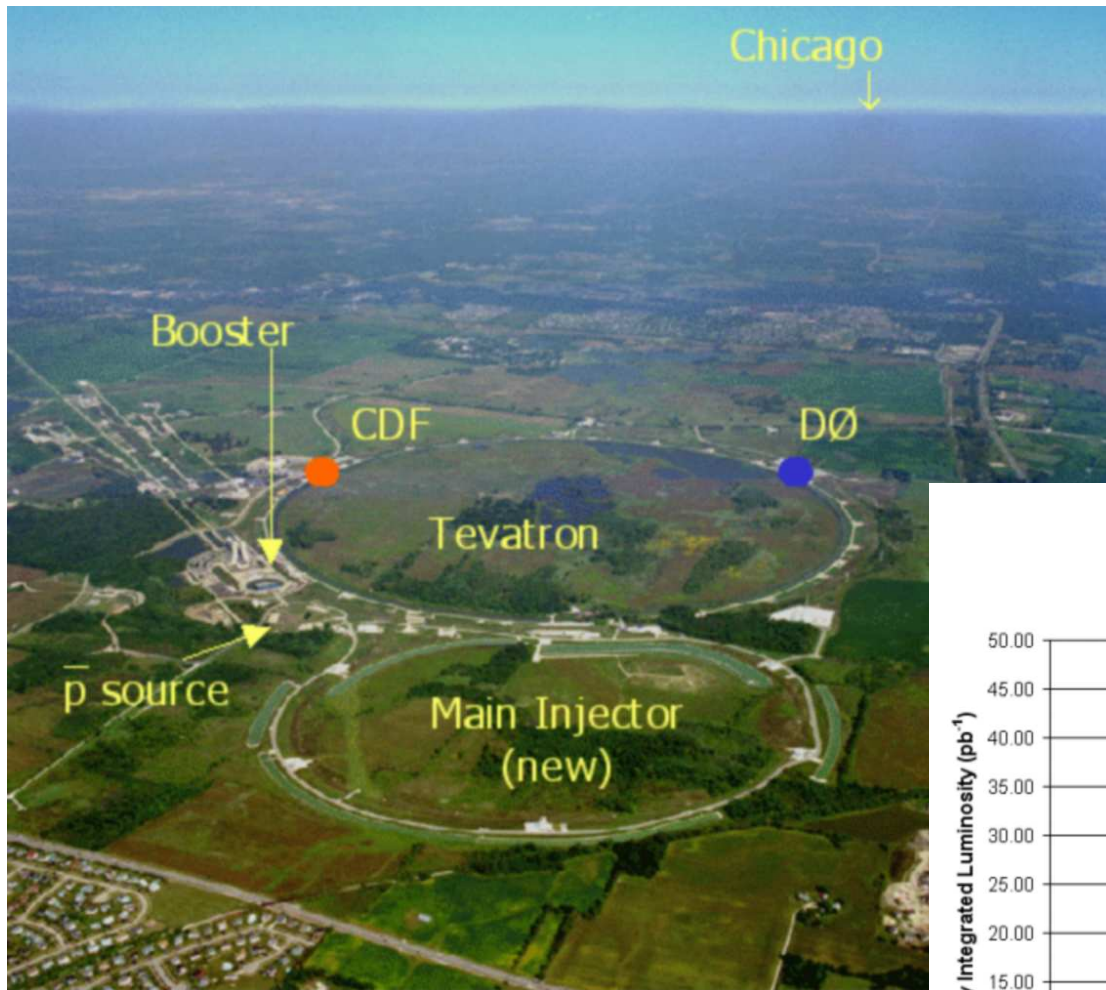 Chicago
Booster
CDF
DØ
Tevatron
p̅ source
Main Injector
(new)
50.00
45.00
40.00
35.00
30.00
25.00
20.00
15.00
Integrated Luminosity (pb⁻¹)